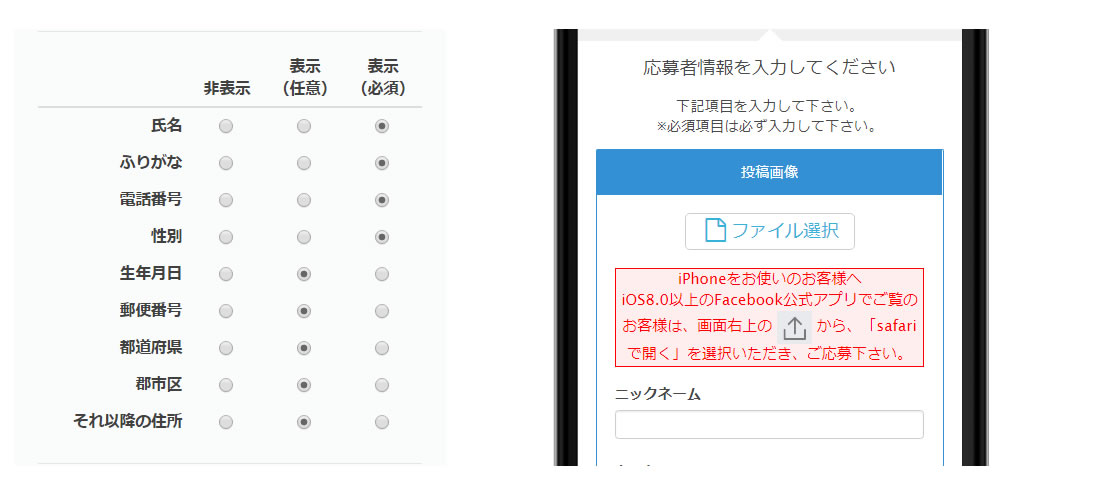 非表示
表示
(任意)
表示
(必須)
氏名
ふりがな
電話番号
性別
生年月日
郵便番号
都道府県
郡市区
それ以降の住所
応募者情報を入力してください
下記項目を入力して下さい。
※必須項目は必ず入力して下さい。
投稿画像
ファイル選択
iPhoneをお使いのお客様へ
iOS8.0以上のFacebook公式アプリでご覧の
お客様は、画面右上の から、「safari
で開く」を選択いただき、ご応募下さい。
ニックネーム